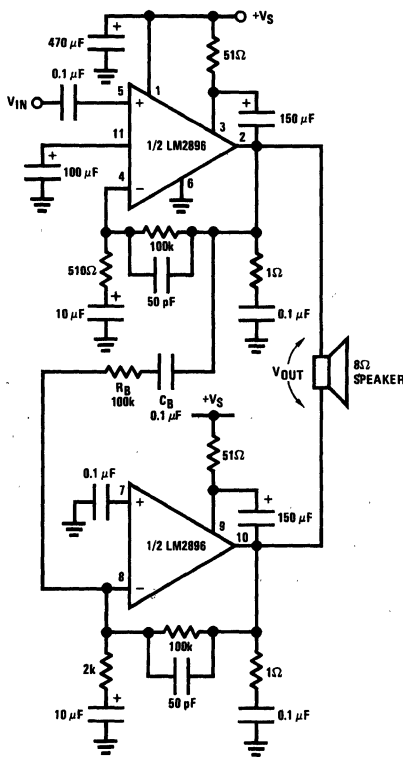 +VS
470 µF
51Ω
0.1 µF
VIN
5
+
1
3
2
+
150 µF
11
1/2 LM2896
+
100 µF
4
−
6
100k
510Ω
50 pF
1Ω
10 µF
+
0.1 µF
RB
100k
CB
0.1 µF
VOUT
8Ω
SPEAKER
+VS
51Ω
0.1 µF
7
+
9
+
150 µF
10
1/2 LM2896
8
−
2k
100k
1Ω
50 pF
10 µF
+
0.1 µF